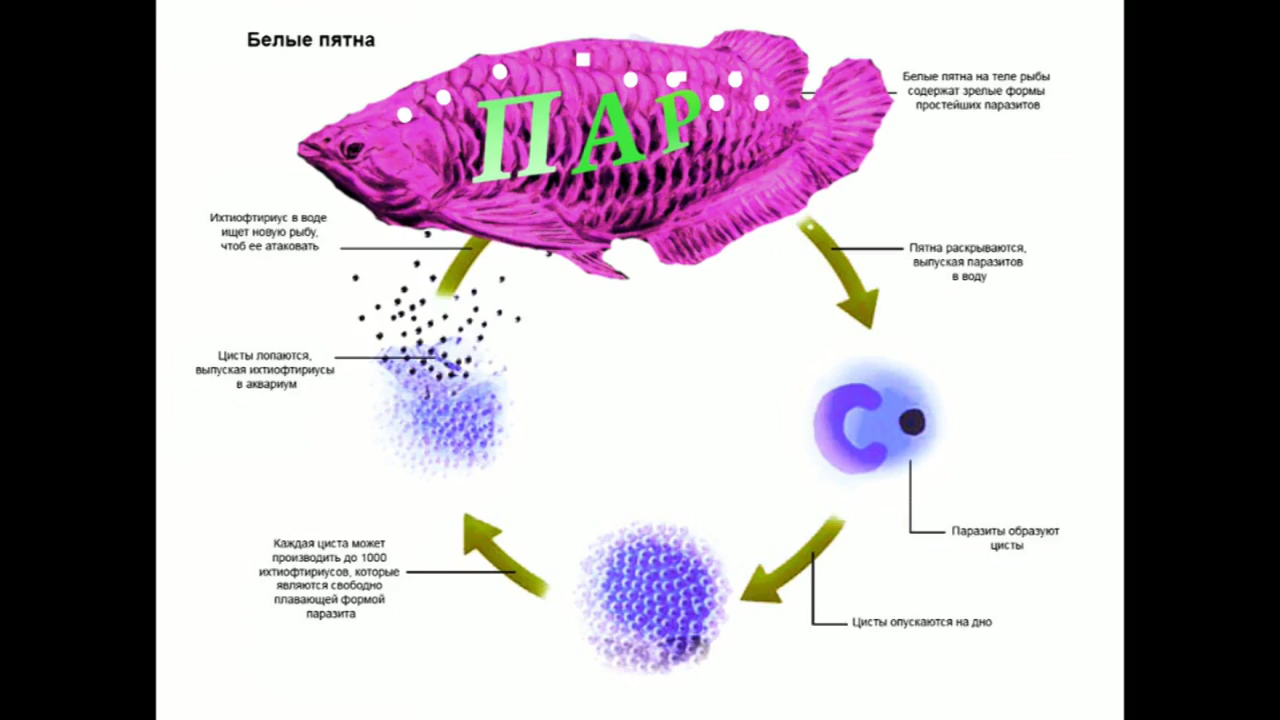 Белые пятна
ПАР
Белые пятна на теле рыбы
содержат зрелые формы
простейших паразитов
Ихтиофтириус в воде
ищет новую рыбу,
чтоб ее атаковать
Пятна раскрываются,
выпуская паразитов
в воду
Цисты лопаются,
выпуская ихтиофтириусы
в аквариум
Паразиты образуют
цисты
Каждая циста может
производить до 1000
ихтиофтириусов, которые
являются свободно
плавающей формой
паразита
Цисты опускаются на дно